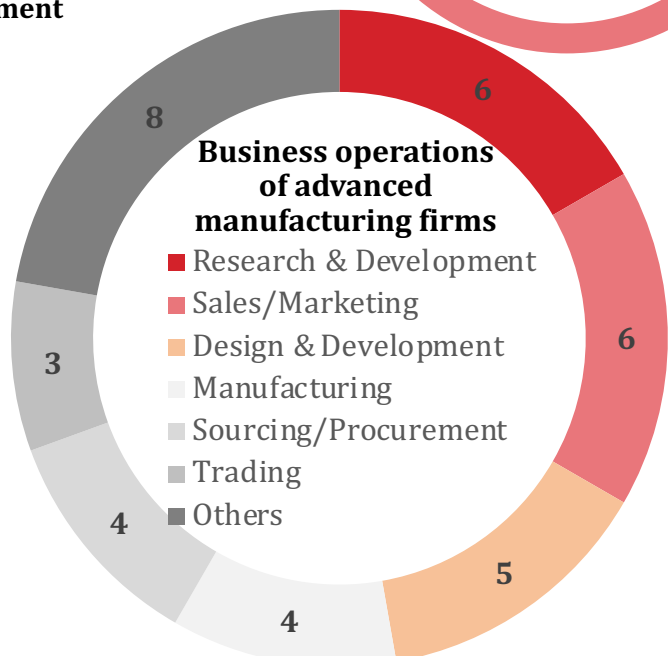 ment
8
6
Business operations
of advanced
manufacturing firms
Research & Development
Sales/Marketing
6
Design & Development
3
Manufacturing
Sourcing/Procurement
Trading
4
Others
5
4